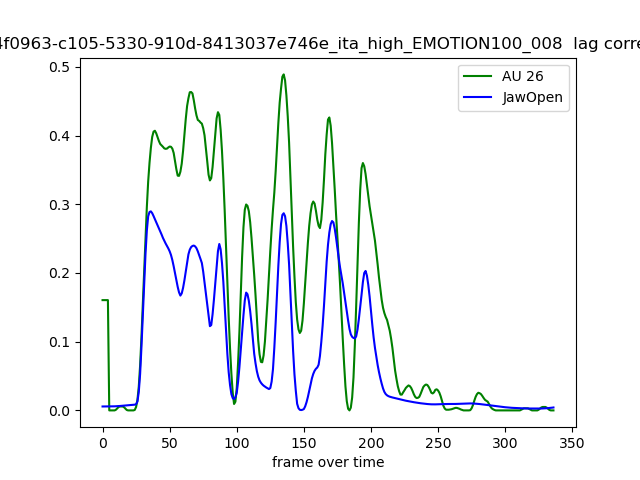 4f0963-c105-5330-910d-8413037e746e_ita_high_EMOTION100_008 lag corre
AU 26
JawOpen
0.5
0.4
0.3
0.2
0.1
0.0
0 50 100 150 200 250 300 350
frame over time